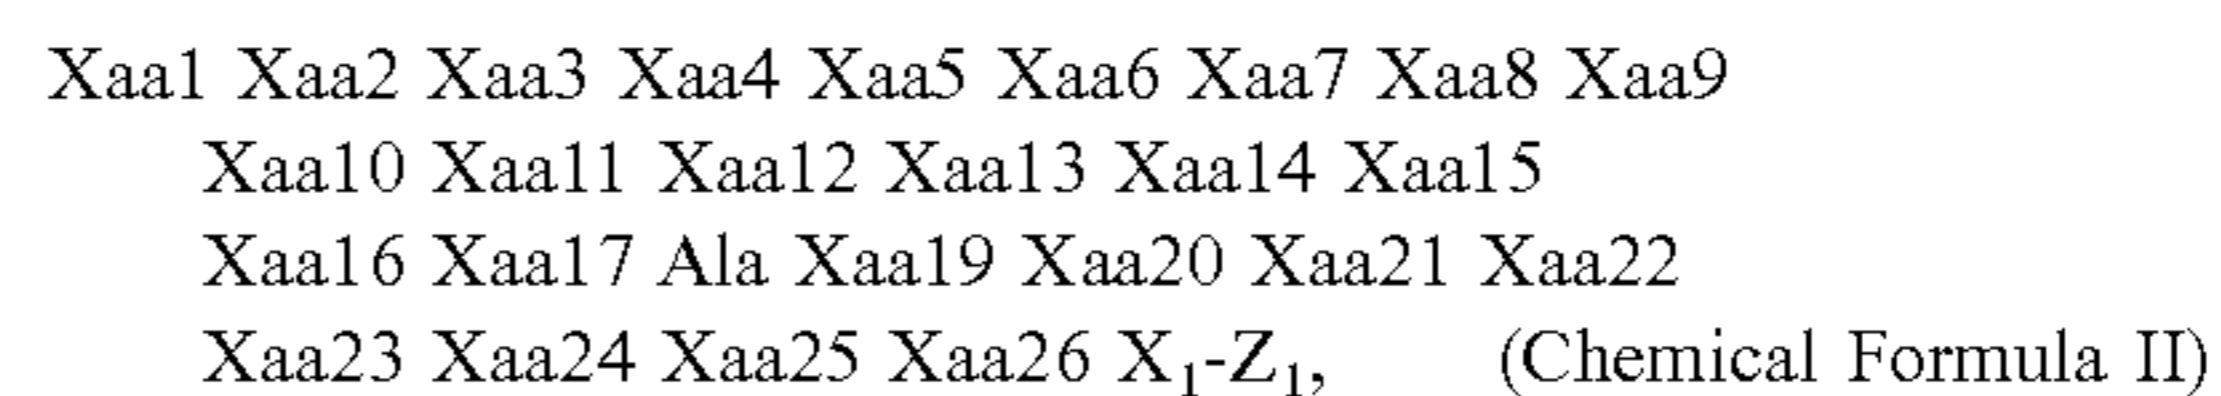 Xaa1 Xaa2 Xaa3 Xaa4 Xaa5 Xaa6 Xaa7 Xaa8 Xaa9
Xaa10 Xaa11 Xaa12 Xaa13 Xaa14 Xaa15
Xaa16 Xaa17 Ala Xaa19 Xaa20 Xaa21 Xaa22
Xaa23 Xaa24 Xaa25 Xaa26 X₁-Z₁, (Chemical Formula II)